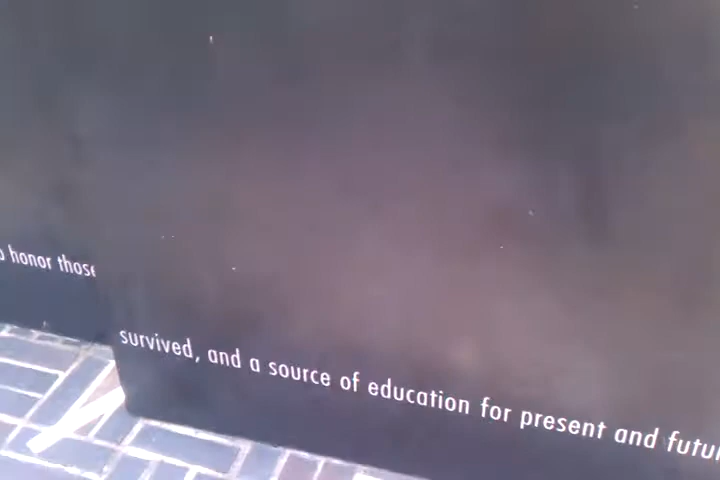 honor those
survived, and a source of education for present and